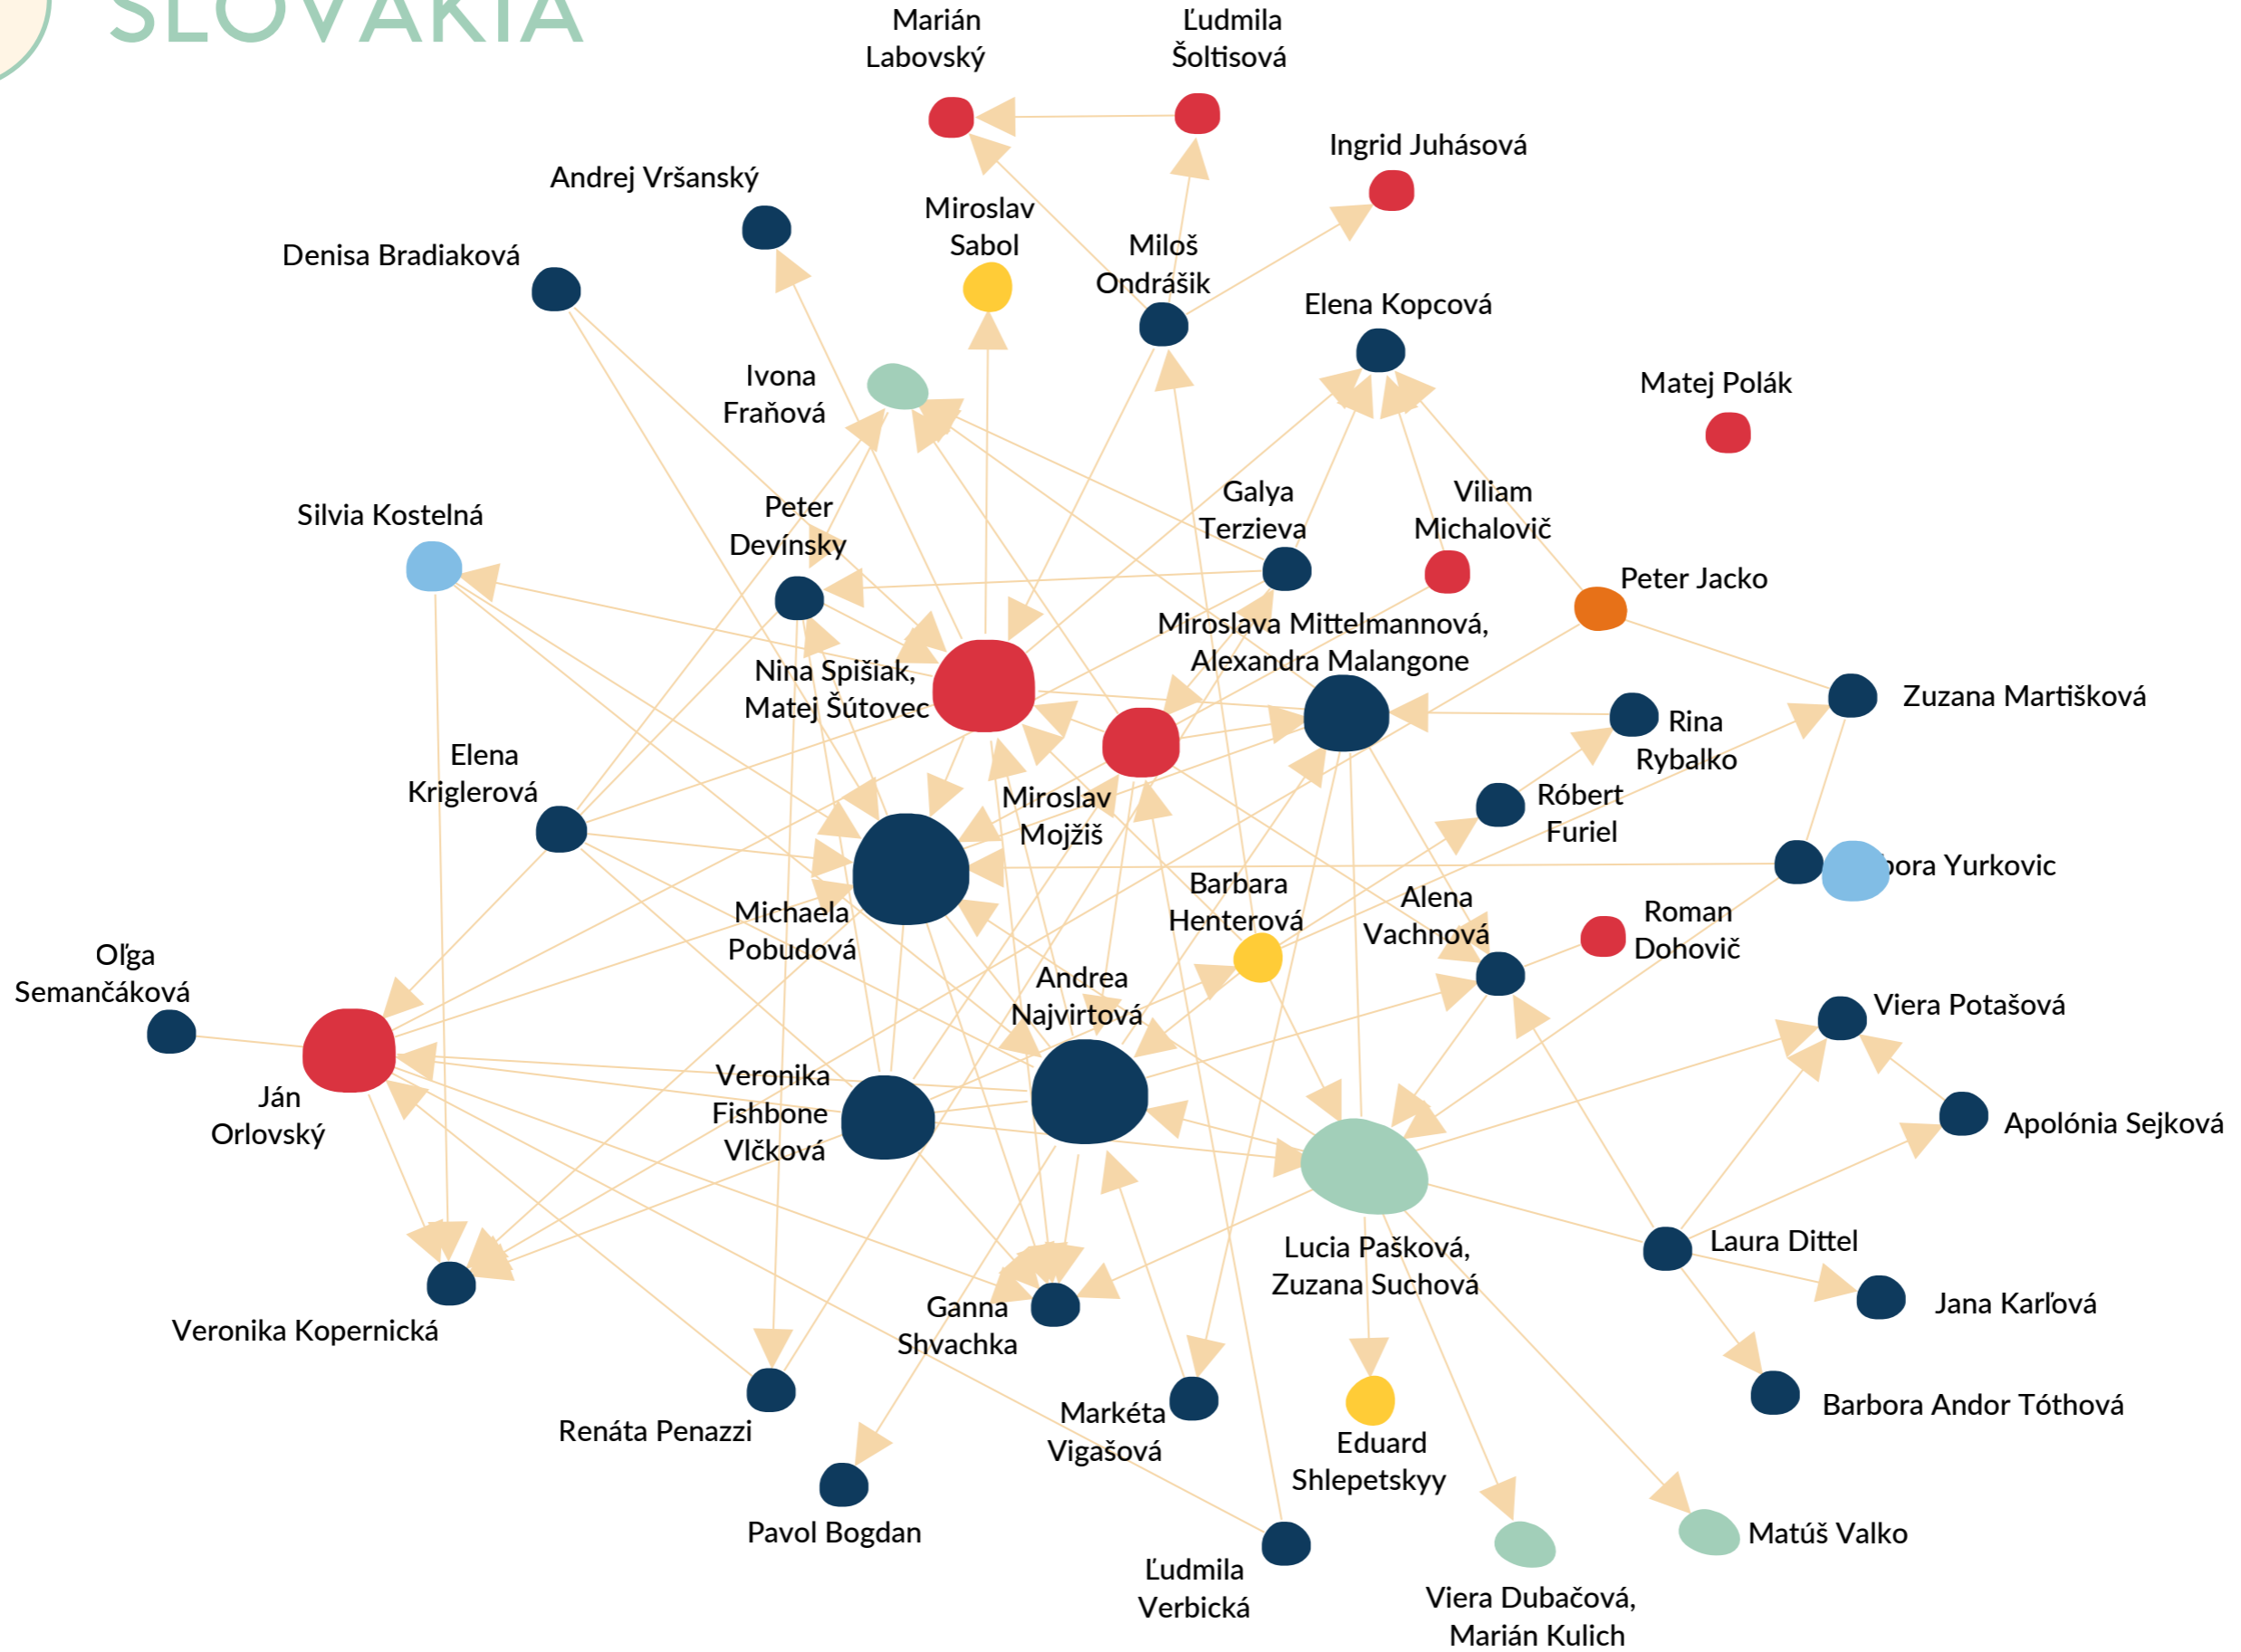 SLOVAKIA
Marián
Labovský
Ľudmila
Šoltisová
Ingrid Juhásová
Andrej Vršanský
Miroslav
Sabol
Denisa Bradiaková
Miloš
Ondrášik
Elena Kopcová
Ivona
Fraňová
Matej Polák
Silvia Kostelná
Peter
Devínsky
Galya
Terzieva
Viliam
Michalovič
Peter Jacko
Miroslava Mittelmannová,
Alexandra Malangone
Nina Spišiak,
Matej Šútovec
Zuzana Martišková
Rina
Rybalko
Elena
Kriglerová
Miroslav
Mojžiš
Róbert
Furiel
Yurkovic
Barbara
Henterová
Alena
Vachnová
Roman
Dohovič
Michaela
Pobudová
Oľga
Semančáková
Andrea
Najvirtová
Viera Potašová
Veronika
Fishbone
Vlčková
Ján
Orlovský
Apolónia Sejková
Lucia Pašková,
Zuzana Suchová
Laura Dittel
Jana Karľová
Veronika Kopernická
Ganna
Shvachka
Renáta Penazzi
Markéta
Vigašová
Eduard
Shlepetskyy
Barbora Andor Tóthová
Pavol Bogdan
Matúš Valko
Ľudmila
Verbická
Viera Dubačová,
Marián Kulich